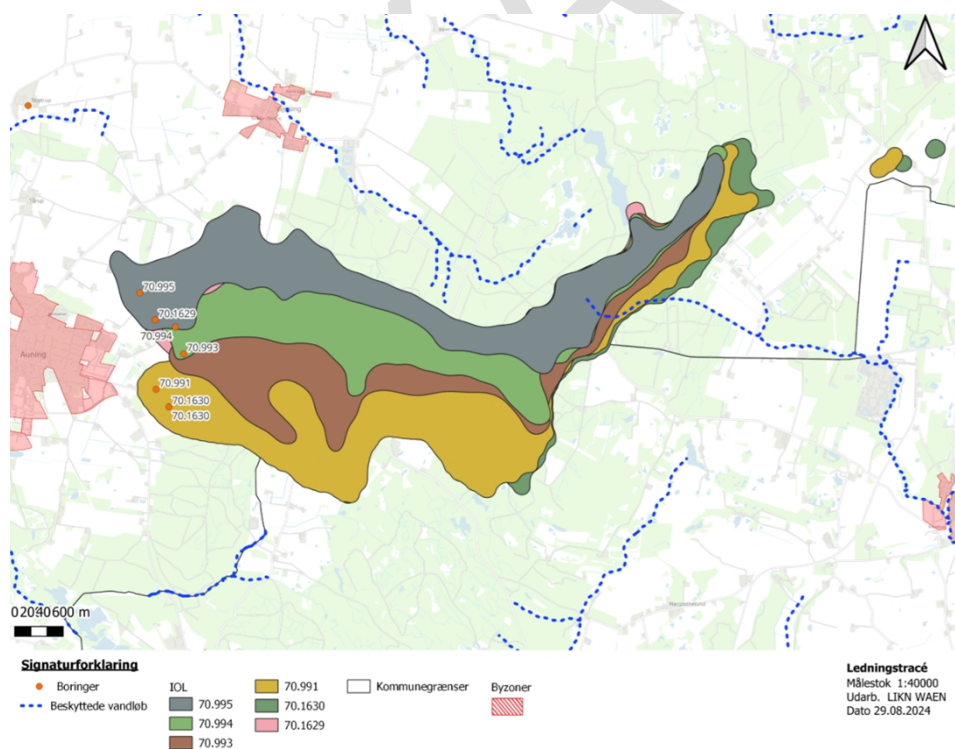 Auning
70.995
70.1629
70.994
70.993
70.991
70.1630
70.1630
0 200 400 600 m
Signaturforklaring
Boringer
Beskyttede vandløb
IOL
70.995
70.994
70.993
70.991
70.1630
70.1629
Kommunegrænser
Byzoner
Ledningstracé
Målestok 1:40000
Udarb. LIKN WAEN
Dato 29.08.2024